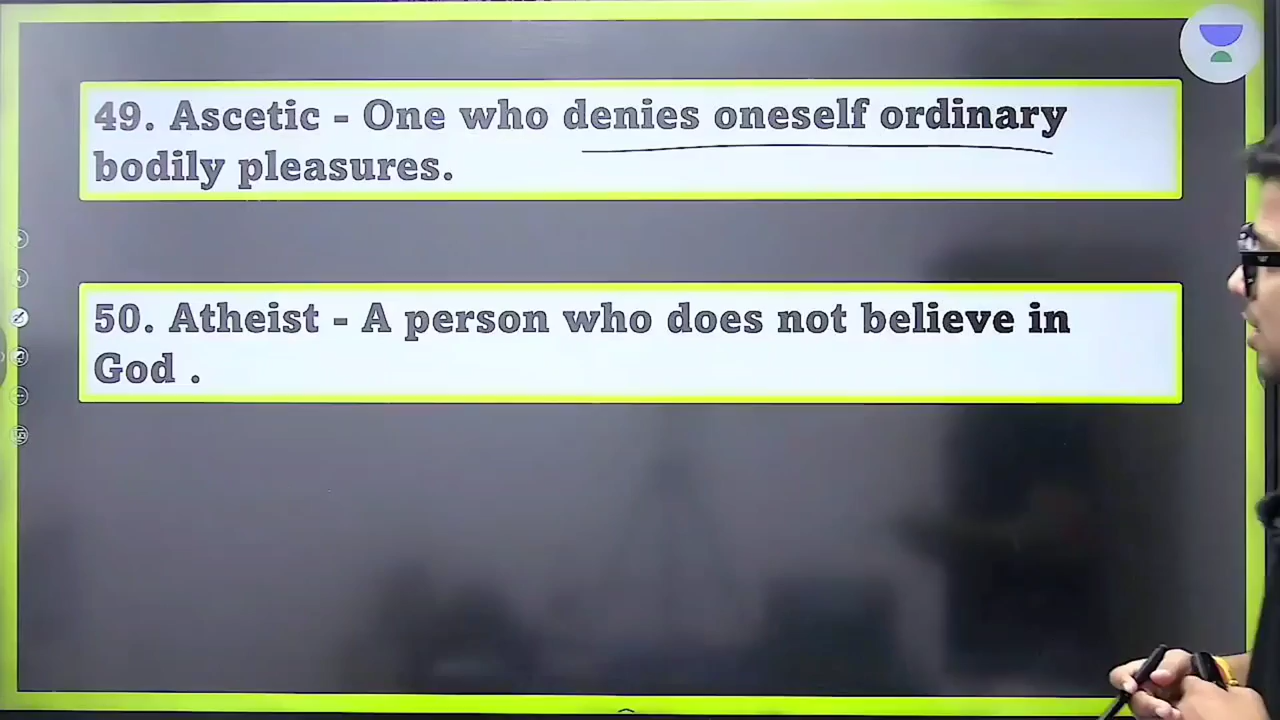 49. Ascetic - One who denies oneself ordinary
bodily pleasures.
50. Atheist - A person who does not believe in
God .